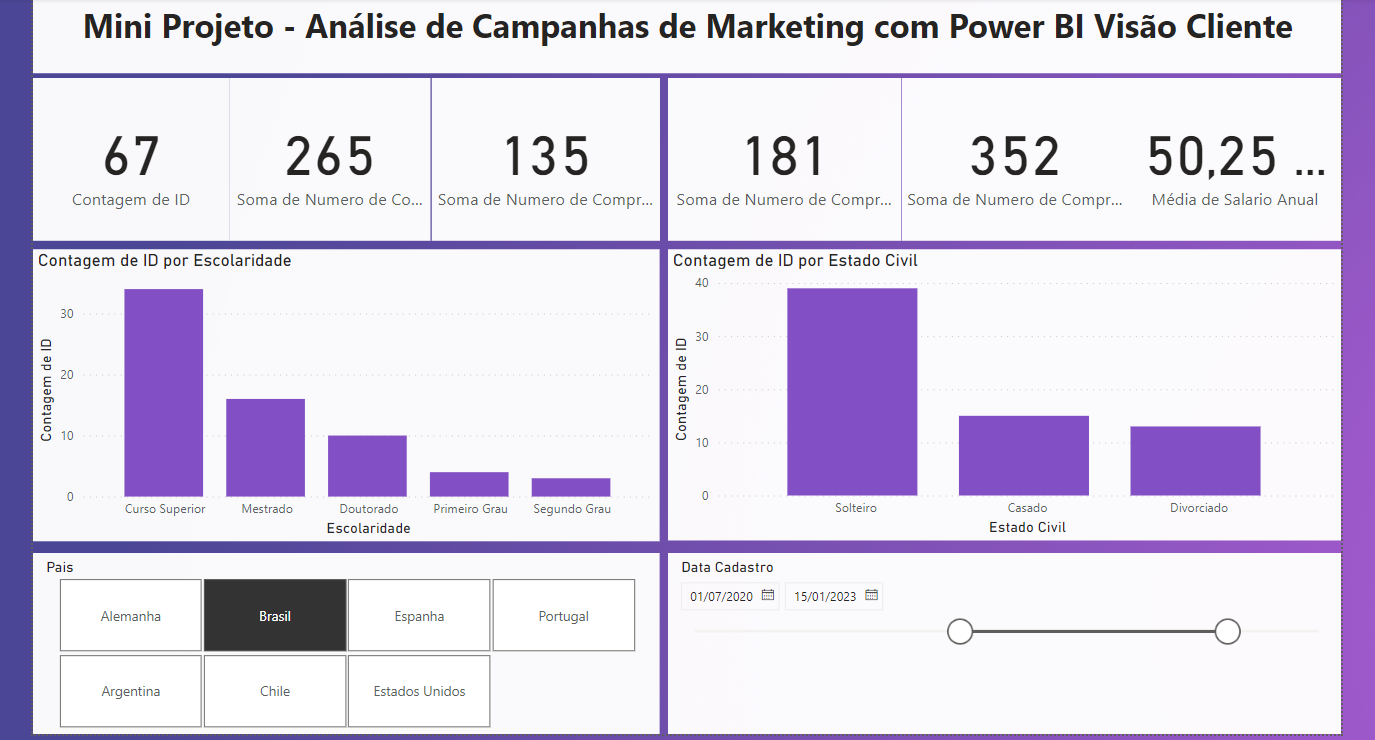 Mini Projeto - Análise de Campanhas de Marketing com Power BI Visão Cliente
67
Contagem de ID
265
Soma de Numero de Co...
135
Soma de Numero de Compr...
181
Soma de Numero de Compr...
352
Soma de Numero de Compr...
50,25 ...
Média de Salario Anual
Contagem de ID por Escolaridade
Contagem de ID
30
20
10
0
Curso Superior
Mestrado
Doutorado
Primeiro Grau
Segundo Grau
Escolaridade
Contagem de ID por Estado Civil
Contagem de ID
40
30
20
10
0
Solteiro
Casado
Divorciado
Estado Civil
Pais
Alemanha
Brasil
Espanha
Portugal
Argentina
Chile
Estados Unidos
Data Cadastro
01/07/2020
15/01/2023